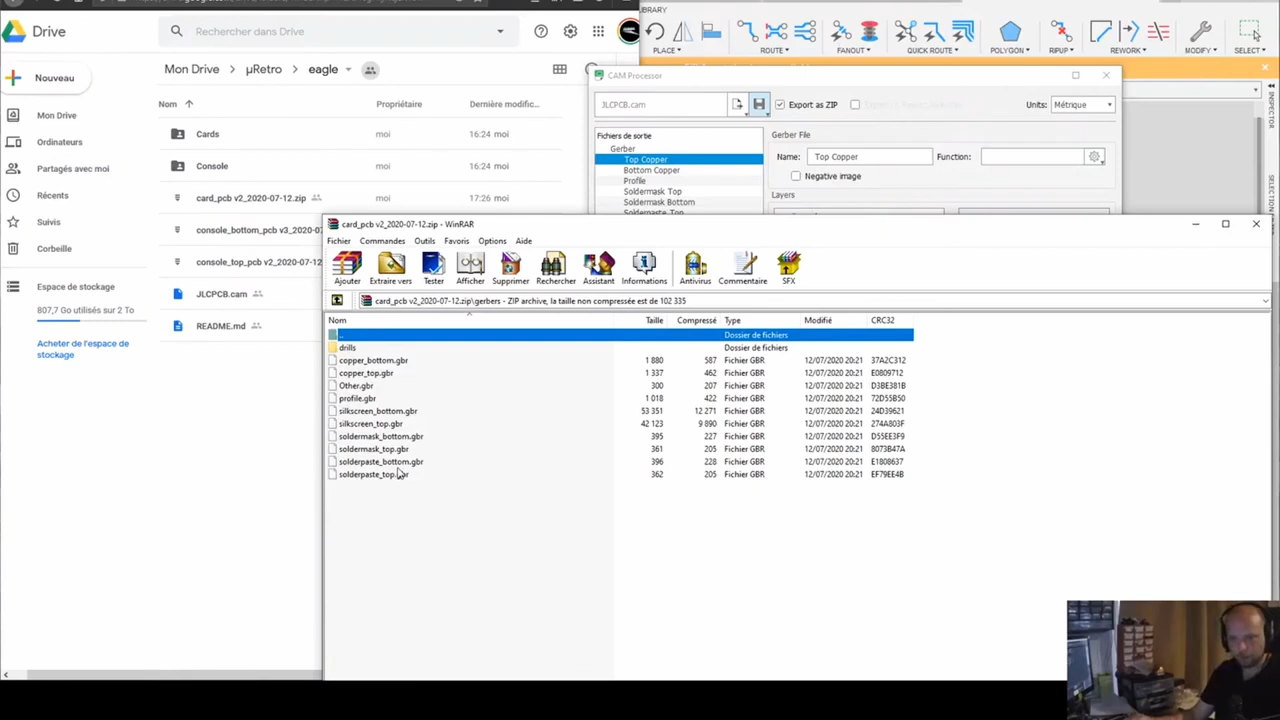 LIBRARY
Drive
Rechercher dans Drive
PLACE
ROUTE
FANOUT
QUICK ROUTE
POLYGON
RIPUP
REWORK
MODIFY
SELECT
Nouveau
Mon Drive
µRetro
eagle
CAM Processor
INSPECTOR
Nom
Propriétaire
Dernière modific...
JLCPCB.cam
Export as ZIP
Units:
Métrique
Mon Drive
Cards
moi
16:24 moi
Fichiers de sortie
Gerber File
Ordinateurs
Gerber
Top Copper
Name:
Top Copper
Function:
Console
moi
16:24 moi
Bottom Copper
Negative image
Partagés avec moi
Profile
Soldermask Top
Layers
Récents
card_pcb v2_2020-07-12.zip
moi
17:26 moi
Soldermask Bottom
Solderpaste Top
Suivis
console_bottom_pcb v3_2020-07
card_pcb v2_2020-07-12.zip - WinRAR
Corbeille
console_top_pcb v2_2020-07-12
Fichier
Commandes
Outils
Favoris
Options
Aide
Espace de stockage
JLCPCB.cam
Ajouter
Extraire vers
Tester
Afficher
Supprimer
Rechercher
Assistant
Informations
Antivirus
Commentaire
SFX
807,7 Go utilisés sur 2 To
README.md
card_pcb v2_2020-07-12.zip\gerbers - ZIP archive, la taille non compressée est de 102 335
Acheter de l'espace de
stockage
Nom
Taille
Compressé
Type
Modifié
CRC32
..
Dossier de fichiers
drills
Dossier de fichiers
copper_bottom.gbr 1 880 587 Fichier GBR 12/07/2020 20:21 37A2C312
copper_top.gbr 1 337 462 Fichier GBR 12/07/2020 20:21 E0809712
Other.gbr 300 207 Fichier GBR 12/07/2020 20:21 D3BE381B
profile.gbr 1 018 422 Fichier GBR 12/07/2020 20:21 72D55B50
silkscreen_bottom.gbr 53 351 12 271 Fichier GBR 12/07/2020 20:21 24D39621
silkscreen_top.gbr 42 123 9 890 Fichier GBR 12/07/2020 20:21 274A803F
soldermask_bottom.gbr 395 227 Fichier GBR 12/07/2020 20:21 D55EE3F9
soldermask_top.gbr 361 205 Fichier GBR 12/07/2020 20:21 8073B47A
solderpaste_bottom.gbr 396 228 Fichier GBR 12/07/2020 20:21 E1808637
solderpaste_top.gbr 362 205 Fichier GBR 12/07/2020 20:21 EF79EE4B